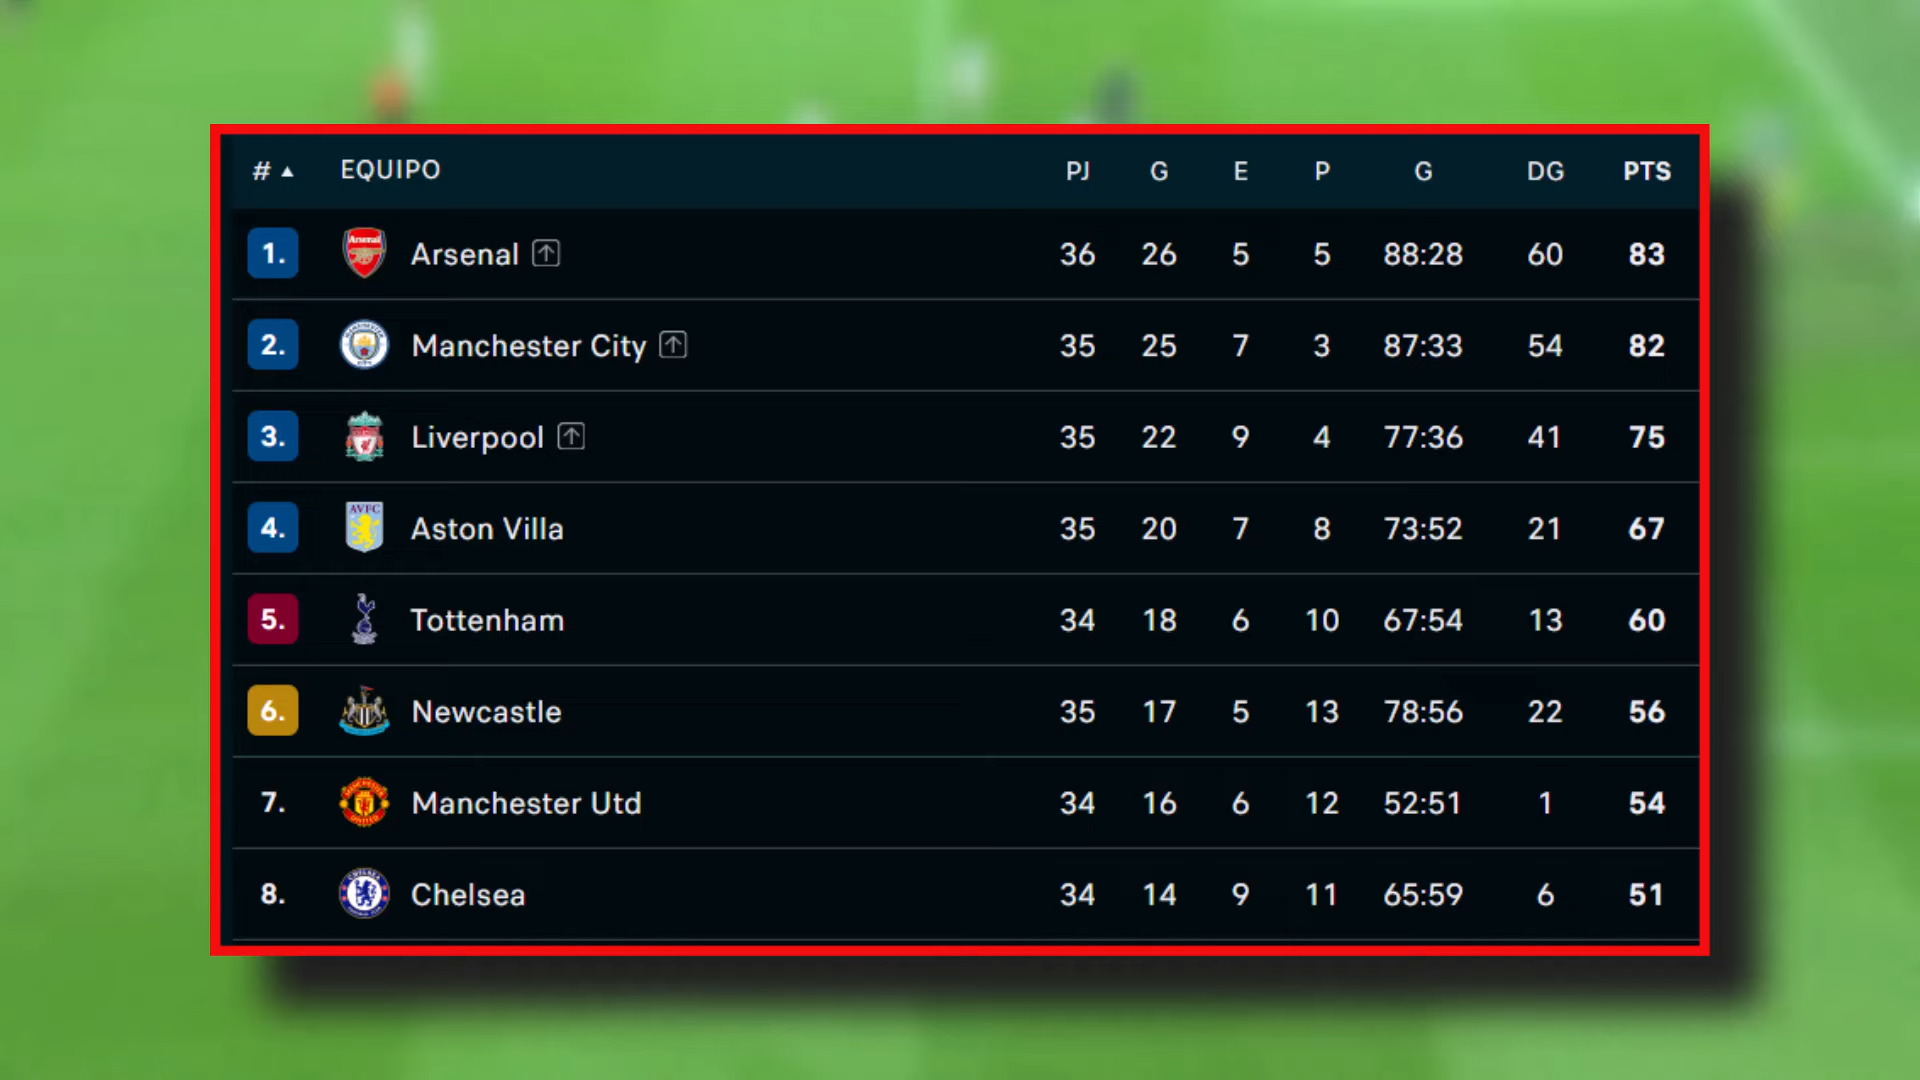 # ▲ EQUIPO PJ G E P G DG PTS
1. Arsenal 36 26 5 5 88:28 60 83
2. Manchester City 35 25 7 3 87:33 54 82
3. Liverpool 35 22 9 4 77:36 41 75
4. AVFC Aston Villa 35 20 7 8 73:52 21 67
5. Tottenham 34 18 6 10 67:54 13 60
6. Newcastle 35 17 5 13 78:56 22 56
7. Manchester Utd 34 16 6 12 52:51 1 54
8. Chelsea 34 14 9 11 65:59 6 51